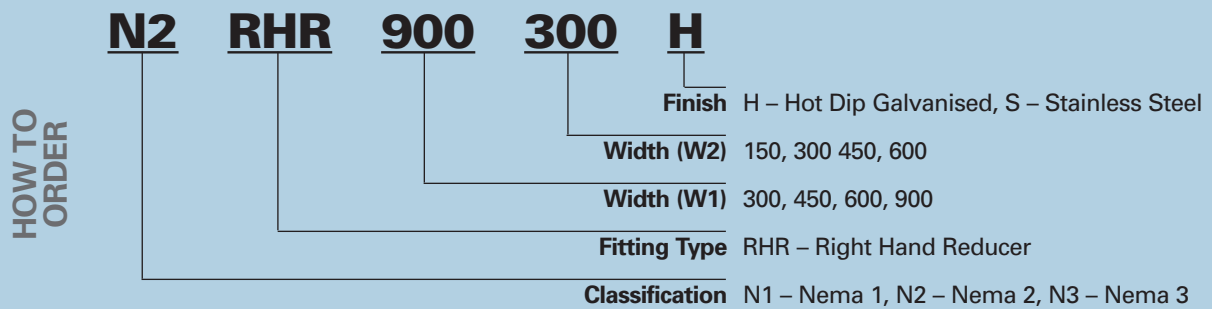 HOW TO
ORDER
N2 RHR 900 300 H
Finish H – Hot Dip Galvanised, S – Stainless Steel
Width (W2) 150, 300 450, 600
Width (W1) 300, 450, 600, 900
Fitting Type RHR – Right Hand Reducer
Classification N1 – Nema 1, N2 – Nema 2, N3 – Nema 3